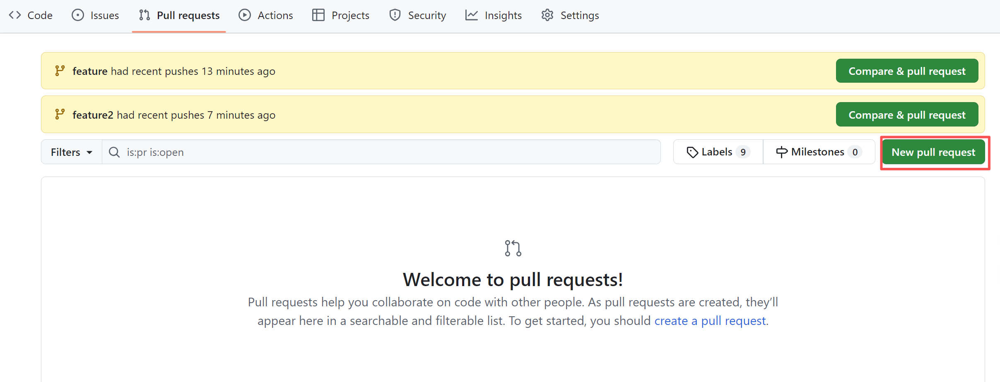 Code Issues Pull requests Actions Projects Security Insights Settings
feature had recent pushes 13 minutes ago Compare & pull request
feature2 had recent pushes 7 minutes ago Compare & pull request
Filters is:pr is:open Labels 9 Milestones 0 New pull request
Welcome to pull requests!
Pull requests help you collaborate on code with other people. As pull requests are created, they’ll
appear here in a searchable and filterable list. To get started, you should create a pull request.